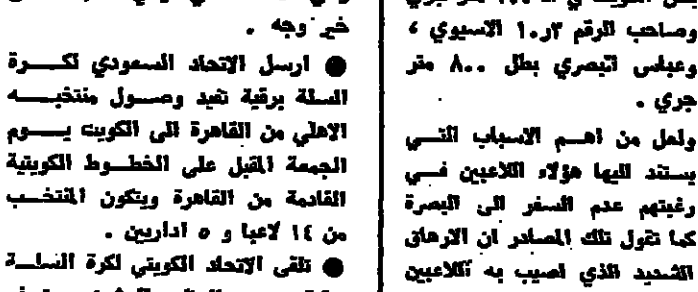 وصاحب الرقم ٣ر١٠ الاسيوي ،
وعباس البصري بطل ٨٠٠ متر
جري .
ولعل من اهم الاسباب التي
يستند اليها هؤلاء اللاعبين في
رغبتهم عدم السفر الى البصرة
كما تقول تلك المصادر ان الارهاق
الشديد الذي اصيب به اللاعبين
خير وجه .
● ارسل الاتحاد السعودي لكرة
السلة برقية تفيد وصول منتخبه
الاهلي من القاهرة الى الكويت يوم
الجمعة المقبل على الخطوط الكويتية
القادمة من القاهرة ويتكون المنتخب
من ١٤ لاعبا و ٥ اداريين .
● تلقى الاتحاد الكويتي لكرة السلة